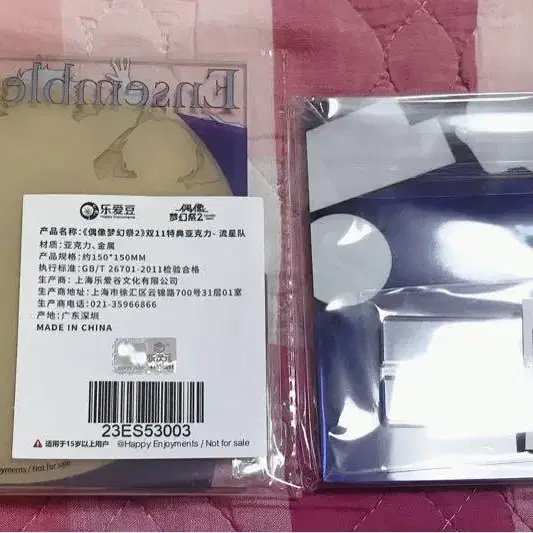 Ensemble
乐爱豆
Happy Enjoyments
偶像
梦幻祭2
产品名称:《偶像梦幻祭2》双11特典亚克力- 流星队
材质: 亚克力、金属
产品规格: 约150*150MM
执行标准: GB/T 26701-2011检验合格
生产商: 上海乐爱谷文化有限公司
生产商地址: 上海市徐汇区云锦路700号31层01室
生产商电话: 021-35966866
产地: 广东深圳
MADE IN CHINA
23ES53003
适用于15岁以上用户 @Happy Enjoyments / Not for sale
oyments / Not for sale